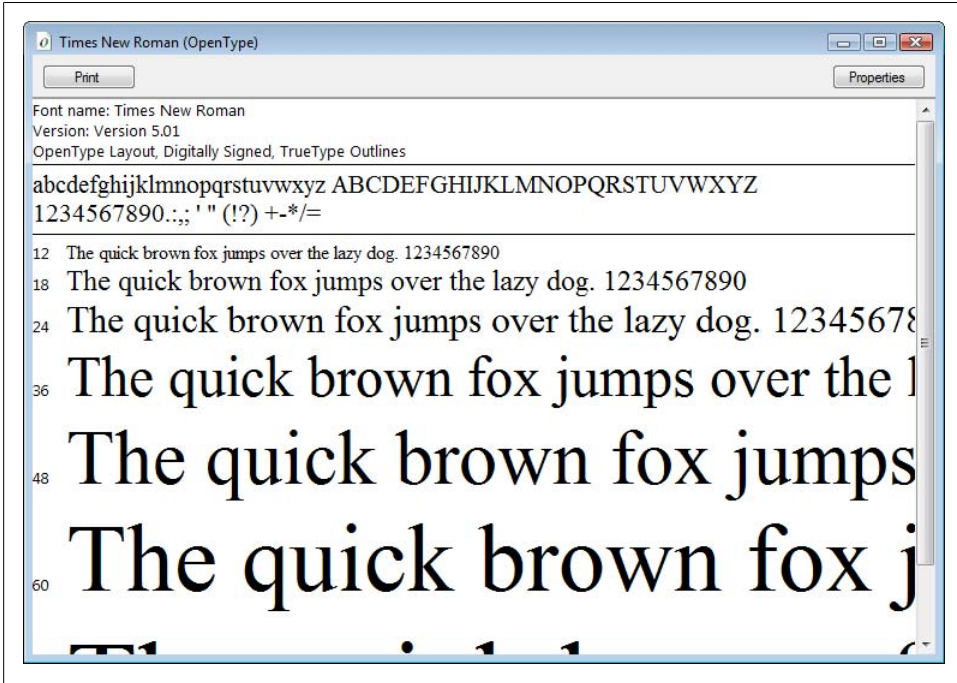 Times New Roman (OpenType)
Print
Properties
Font name: Times New Roman
Version: Version 5.01
OpenType Layout, Digitally Signed, TrueType Outlines
abcdefghijklmnopqrstuvwxyz ABCDEFGHIJKLMNOPQRSTUVWXYZ
1234567890.:,; ' " (!?) +-*/=
12 The quick brown fox jumps over the lazy dog. 1234567890
18 The quick brown fox jumps over the lazy dog. 1234567890
24 The quick brown fox jumps over the lazy dog. 12345678
36 The quick brown fox jumps over the l
48 The quick brown fox jumps
60 The quick brown fox j